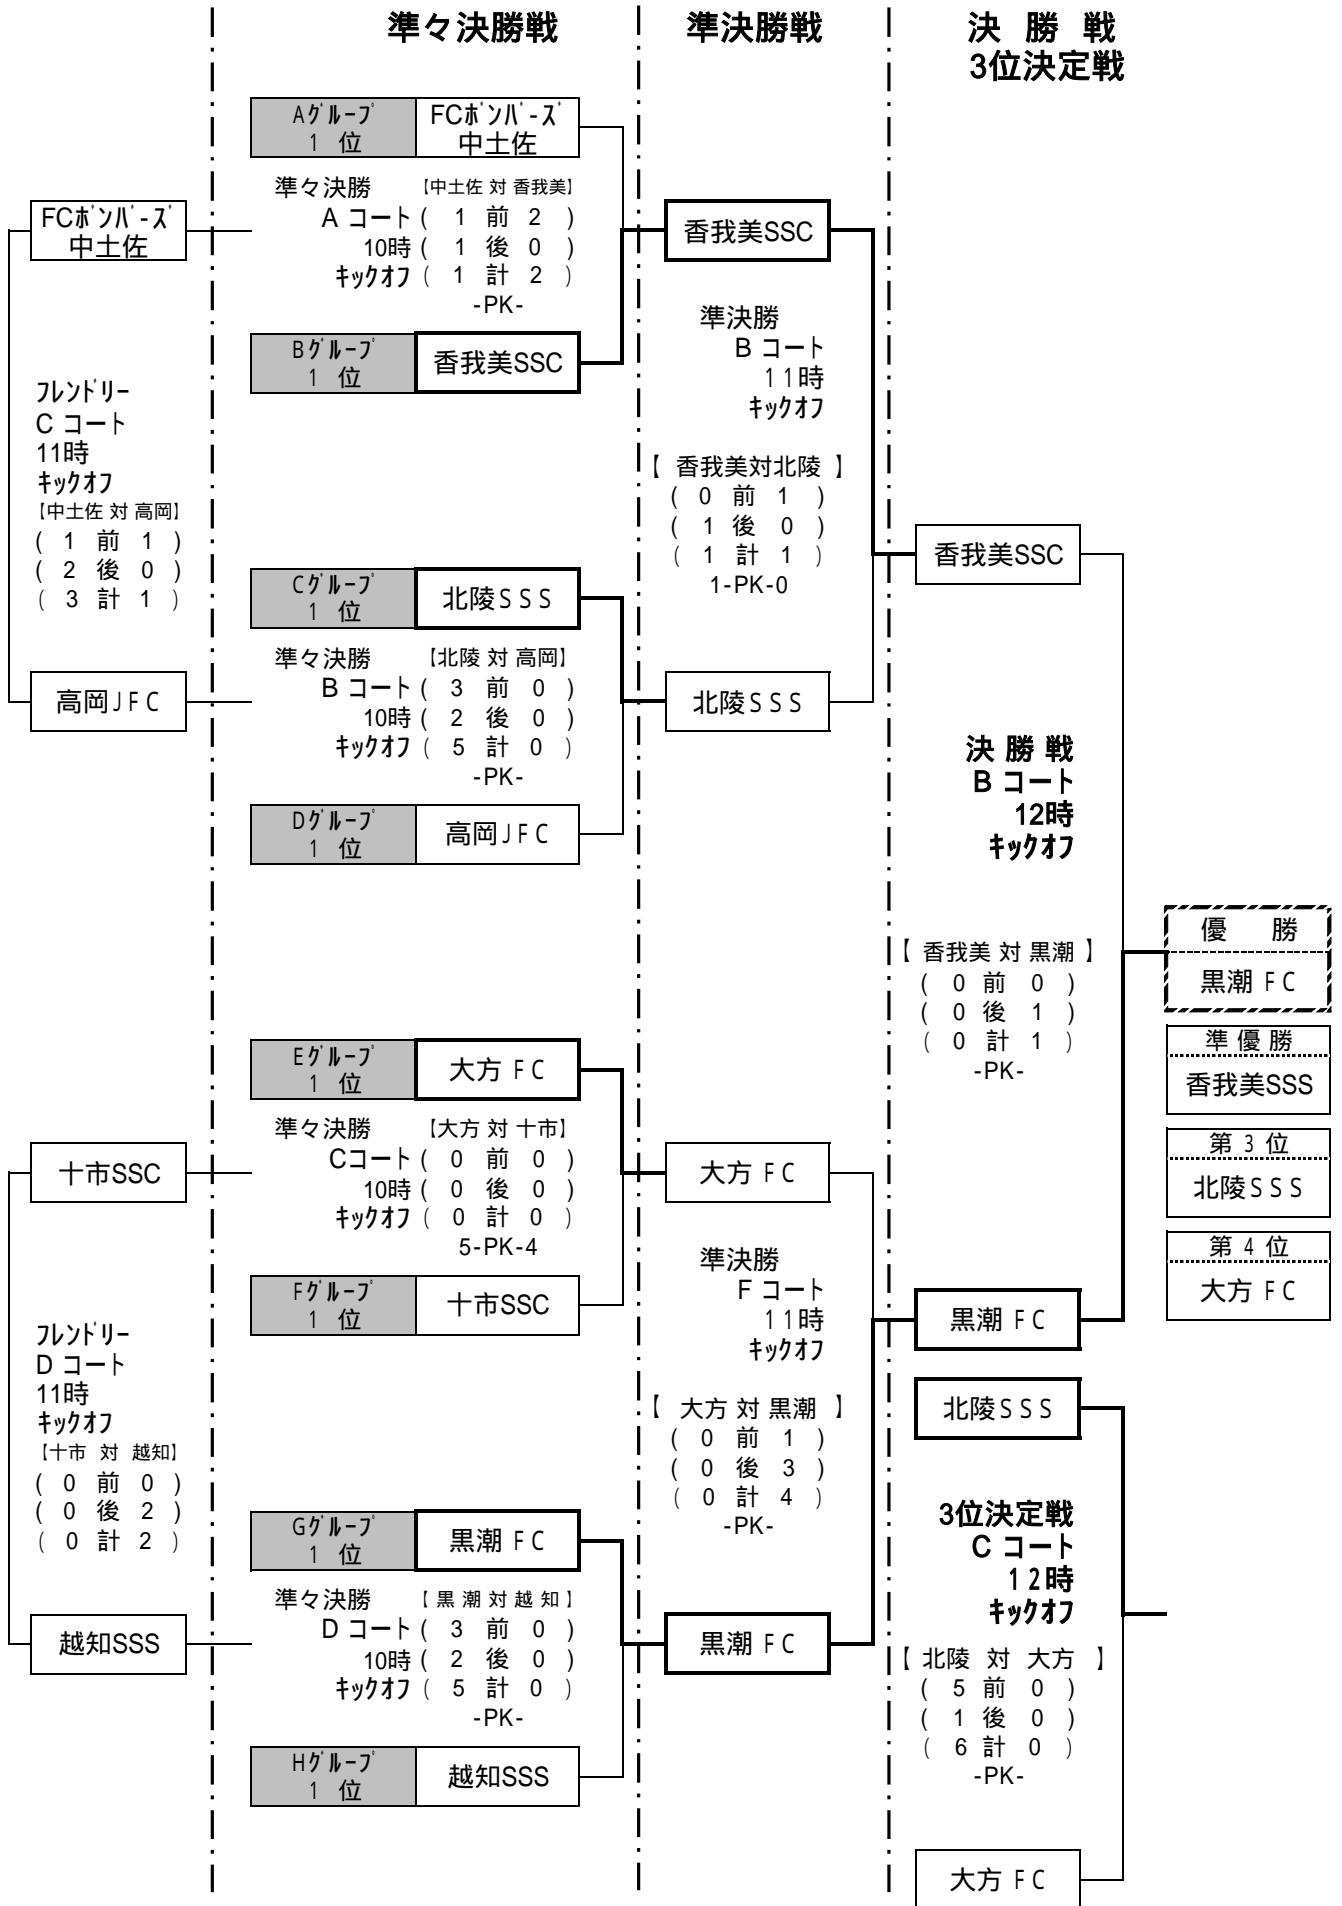 準々決勝戦
準決勝戦
決 勝 戦
3位決定戦
Aｸﾞﾙｰﾌﾟ
1 位
FCﾎﾞﾝﾊﾞ-ｽﾞ
中土佐
準々決勝 【中土佐 対 香我美】
A コート ( 1 前 2 )
10時 ( 1 後 0 )
ｷｯｸｵﾌ ( 1 計 2 )
-PK-
Bｸﾞﾙｰﾌﾟ
1 位
香我美SSC
Cｸﾞﾙｰﾌﾟ
1 位
北陵SSS
準々決勝 【北陵 対 高岡】
B コート ( 3 前 0 )
10時 ( 2 後 0 )
ｷｯｸｵﾌ ( 5 計 0 )
-PK-
Dｸﾞﾙｰﾌﾟ
1 位
高岡JFC
Eｸﾞﾙｰﾌﾟ
1 位
大方 FC
準々決勝 【大方 対 十市】
Cコート ( 0 前 0 )
10時 ( 0 後 0 )
ｷｯｸｵﾌ ( 0 計 0 )
5-PK-4
Fｸﾞﾙｰﾌﾟ
1 位
十市SSC
Gｸﾞﾙｰﾌﾟ
1 位
黒潮 FC
準々決勝 【黒 潮 対 越 知】
D コート ( 3 前 0 )
10時 ( 2 後 0 )
ｷｯｸｵﾌ ( 5 計 0 )
-PK-
Hｸﾞﾙｰﾌﾟ
1 位
越知SSS
FCﾎﾞﾝﾊﾞ-ｽﾞ
中土佐
ﾌﾚﾝﾄﾞﾘｰ
C コート
11時
ｷｯｸｵﾌ
【中土佐 対 高岡】
( 1 前 1 )
( 2 後 0 )
( 3 計 1 )
高岡JFC
十市SSC
ﾌﾚﾝﾄﾞﾘｰ
D コート
11時
ｷｯｸｵﾌ
【十市 対 越知】
( 0 前 0 )
( 0 後 2 )
( 0 計 2 )
越知SSS
香我美SSC
準決勝
B コート
11時
ｷｯｸｵﾌ
【 香我美対北陵 】
( 0 前 1 )
( 1 後 0 )
( 1 計 1 )
1-PK-0
北陵SSS
大方 FC
準決勝
F コート
11時
ｷｯｸｵﾌ
【 大方 対 黒潮 】
( 0 前 1 )
( 0 後 3 )
( 0 計 4 )
-PK-
黒潮 FC
香我美SSC
決 勝 戦
B コート
12時
ｷｯｸｵﾌ
【 香我美 対 黒潮 】
( 0 前 0 )
( 0 後 1 )
( 0 計 1 )
-PK-
黒潮 FC
北陵SSS
3位決定戦
C コート
12時
ｷｯｸｵﾌ
【 北陵 対 大方 】
( 5 前 0 )
( 1 後 0 )
( 6 計 0 )
-PK-
大方 FC
優 勝
黒潮 FC
準 優 勝
香我美SSS
第 3 位
北陵SSS
第 4 位
大方 FC